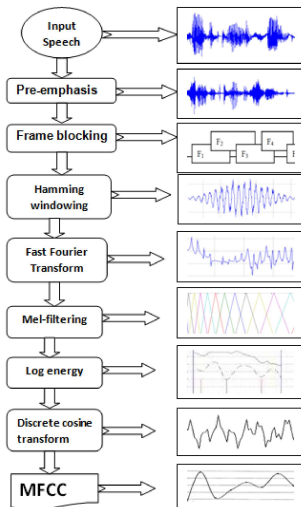 Input
Speech
Pre-emphasis
Frame blocking
F2
F4
F1
F3
Hamming
windowing
Fast Fourier
Transform
Mel-filtering
Log energy
Discrete cosine
transform
MFCC